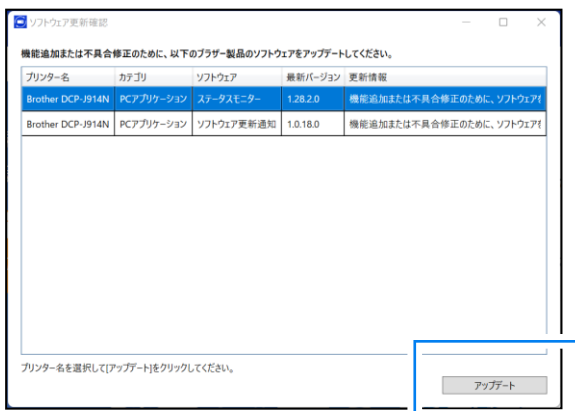 ソフトウェア更新確認
機能追加または不具合修正のために、以下のブラザー製品のソフトウェアをアップデートしてください。
プリンター名 カテゴリ ソフトウェア 最新バージョン 更新情報
Brother DCP-J914N PCアプリケーション ステータスモニター 1.28.2.0 機能追加または不具合修正のために、ソフトウェアを
Brother DCP-J914N PCアプリケーション ソフトウェア更新通知 1.0.18.0 機能追加または不具合修正のために、ソフトウェアを
プリンター名を選択して[アップデート]をクリックしてください。
アップデート